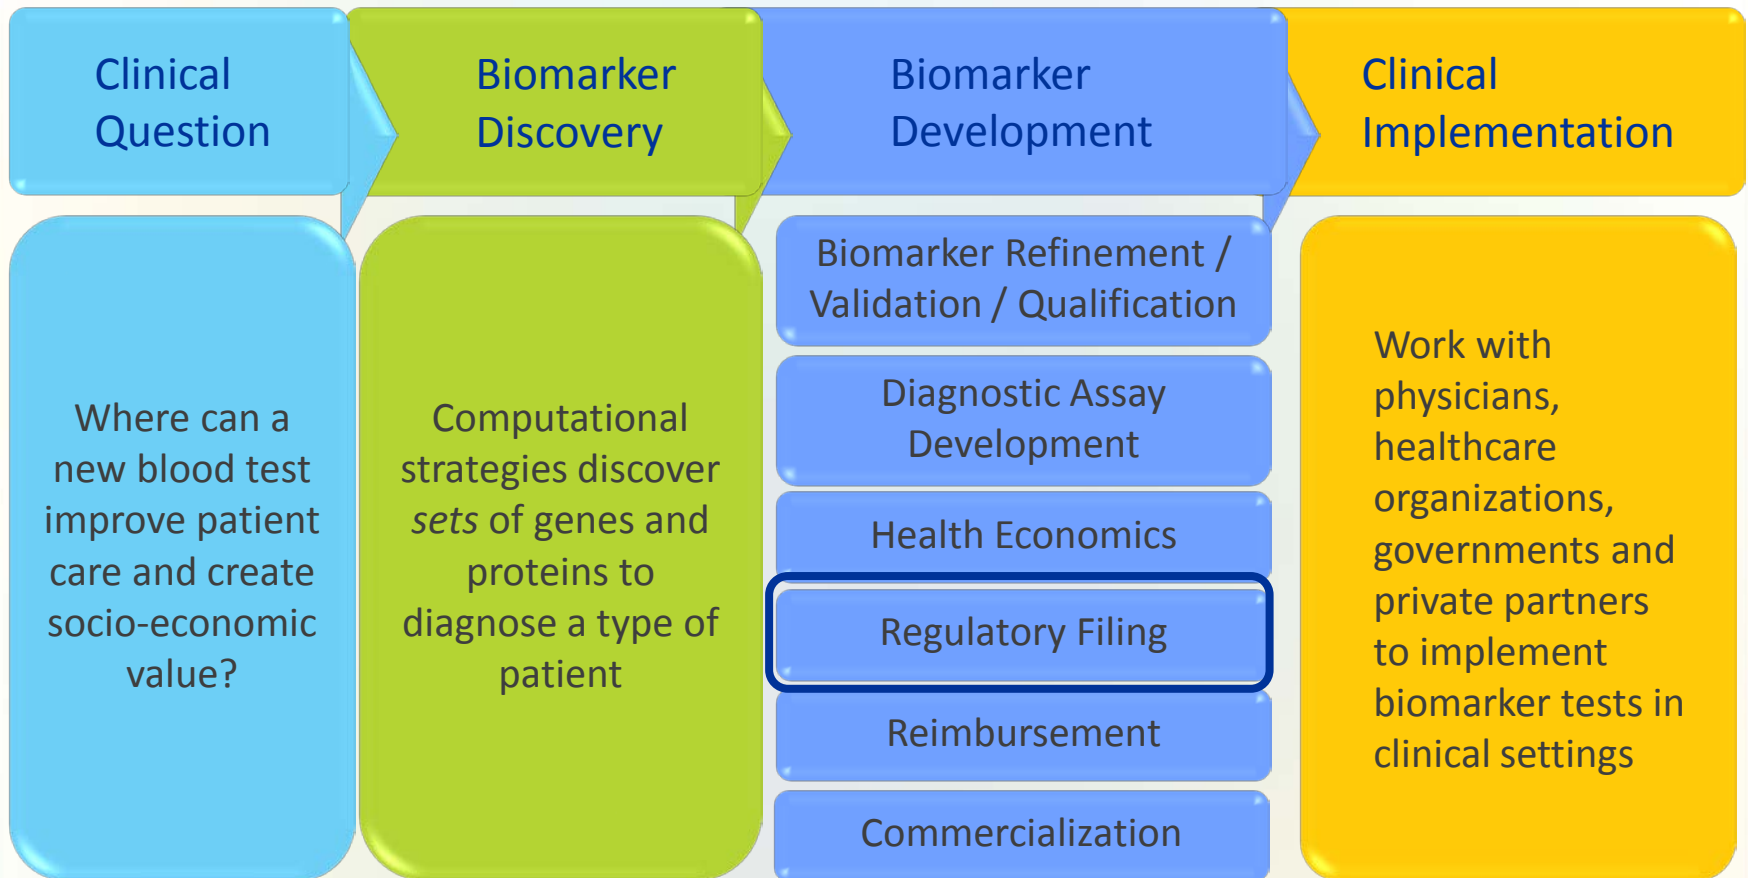 Clinical
Question
Biomarker
Discovery
Biomarker
Development
Clinical
Implementation
Where can a
new blood test
improve patient
care and create
socio-economic
value?
Computational
strategies discover
sets of genes and
proteins to
diagnose a type of
patient
Biomarker Refinement /
Validation / Qualification
Diagnostic Assay
Development
Health Economics
Regulatory Filing
Reimbursement
Commercialization
Work with
physicians,
healthcare
organizations,
governments and
private partners
to implement
biomarker tests in
clinical settings